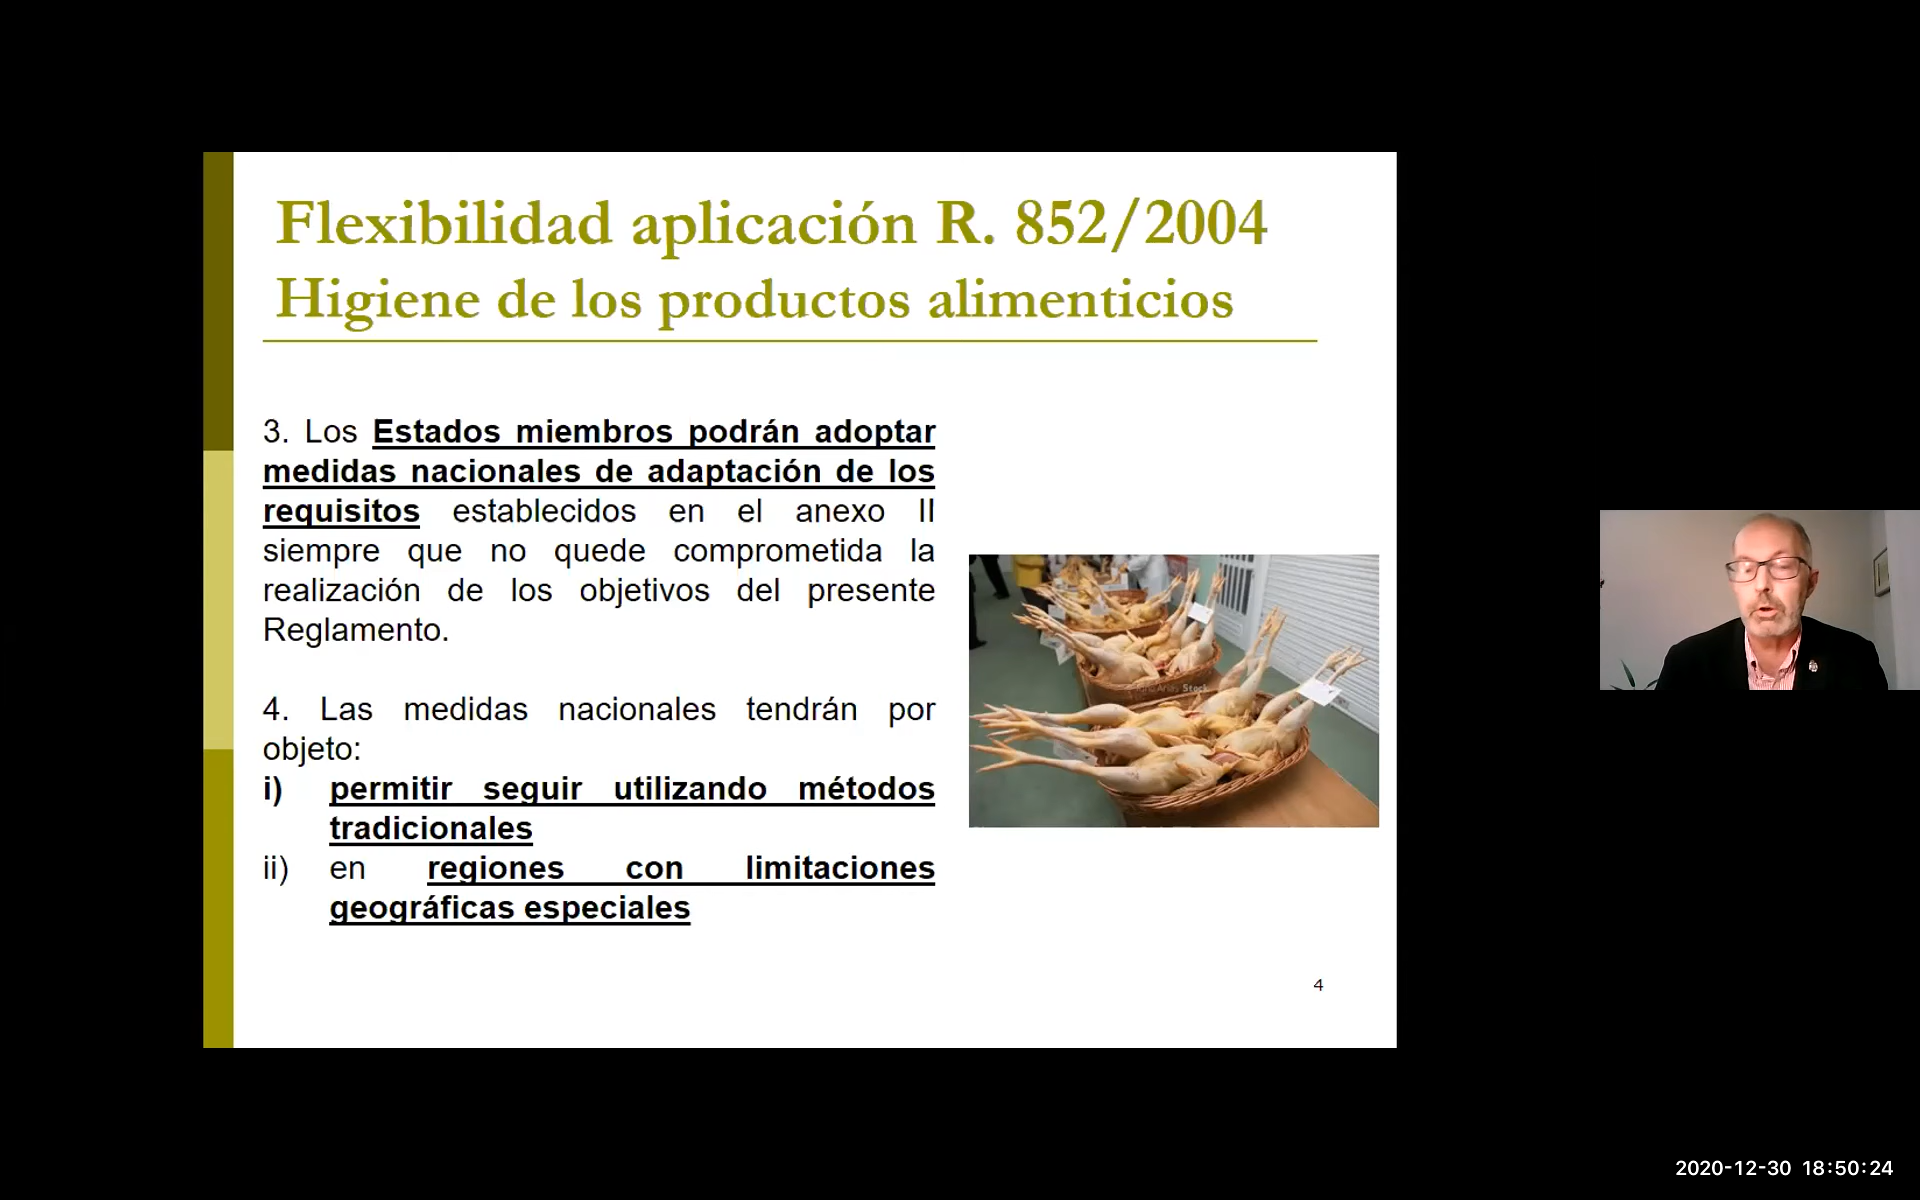 Flexibilidad aplicación R. 852/2004
Higiene de los productos alimenticios
3. Los Estados miembros podrán adoptar
medidas nacionales de adaptación de los
requisitos establecidos en el anexo II
siempre que no quede comprometida la
realización de los objetivos del presente
Reglamento.
4. Las medidas nacionales tendrán por
objeto:
i) permitir seguir utilizando métodos
tradicionales
ii) en regiones con limitaciones
geográficas especiales
Stock
4
2020-12-30 18:50:24